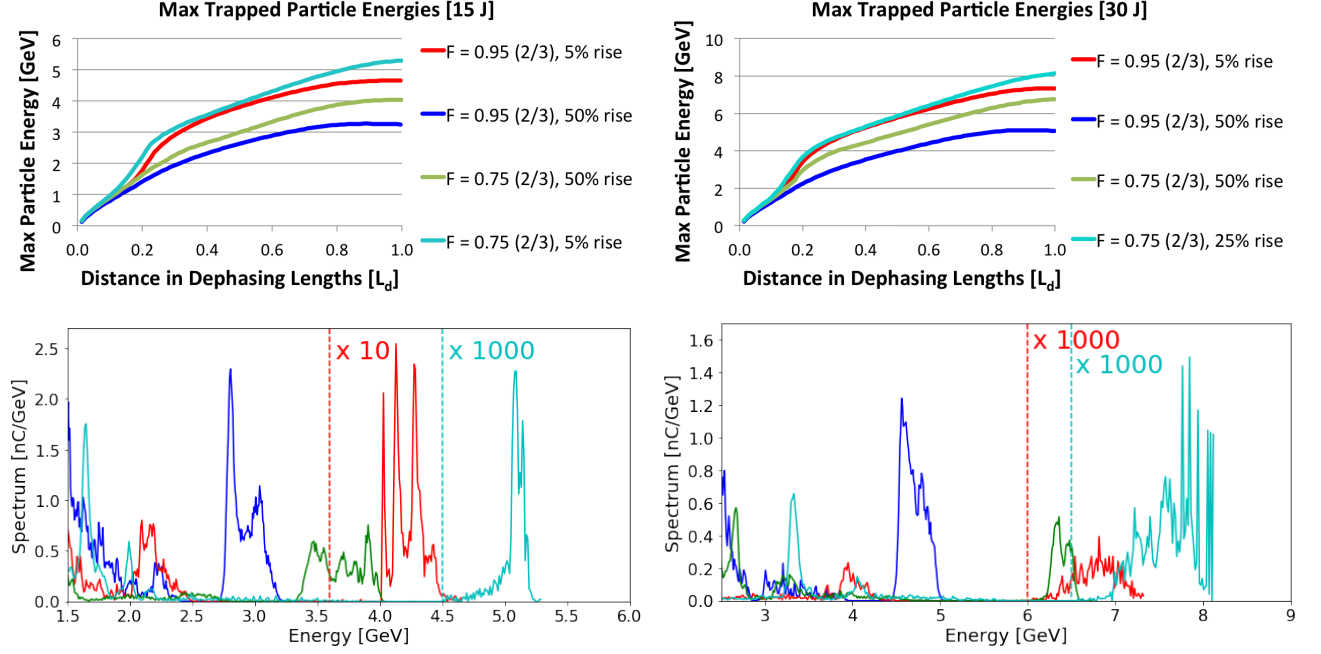 Max Trapped Particle Energies [15 J]
Max Particle Energy [GeV]
6
5
4
3
2
1
0
0.0 0.2 0.4 0.6 0.8 1.0
Distance in Dephasing Lengths [Ld]
F = 0.95 (2/3), 5% rise
F = 0.95 (2/3), 50% rise
F = 0.75 (2/3), 50% rise
F = 0.75 (2/3), 5% rise
Max Trapped Particle Energies [30 J]
Max Particle Energy [GeV]
10
8
6
4
2
0
0.0 0.2 0.4 0.6 0.8 1.0
Distance in Dephasing Lengths [Ld]
F = 0.95 (2/3), 5% rise
F = 0.95 (2/3), 50% rise
F = 0.75 (2/3), 50% rise
F = 0.75 (2/3), 25% rise
Spectrum [nC/GeV]
2.5
2.0
1.5
1.0
0.5
0.0
x 10
x 1000
1.5 2.0 2.5 3.0 3.5 4.0 4.5 5.0 5.5 6.0
Energy [GeV]
Spectrum [nC/GeV]
1.6
1.4
1.2
1.0
0.8
0.6
0.4
0.2
0.0
x 1000
x 1000
3 4 5 6 7 8 9
Energy [GeV]